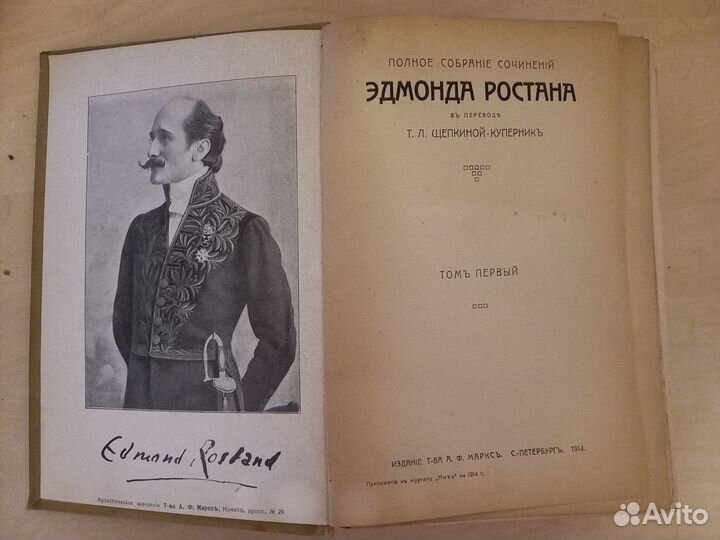 Edmond Rostand
Артистическое заведеніе Т-ва А. Ф. Марксъ, Измайл. просп., № 29.
ПОЛНОЕ СОБРАНІЕ СОЧИНЕНІЙ
ЭДМОНДА РОСТАНА
ВЪ ПЕРЕВОДѢ
Т. Л. ЩЕПКИНОЙ-КУПЕРНИКЪ
ТОМЪ ПЕРВЫЙ
ИЗДАНІЕ Т-ВА А. Ф. МАРКСЪ. С.-ПЕТЕРБУРГЪ. 1914.
Приложеніе къ журналу „Нива" на 1914 г.
Avito